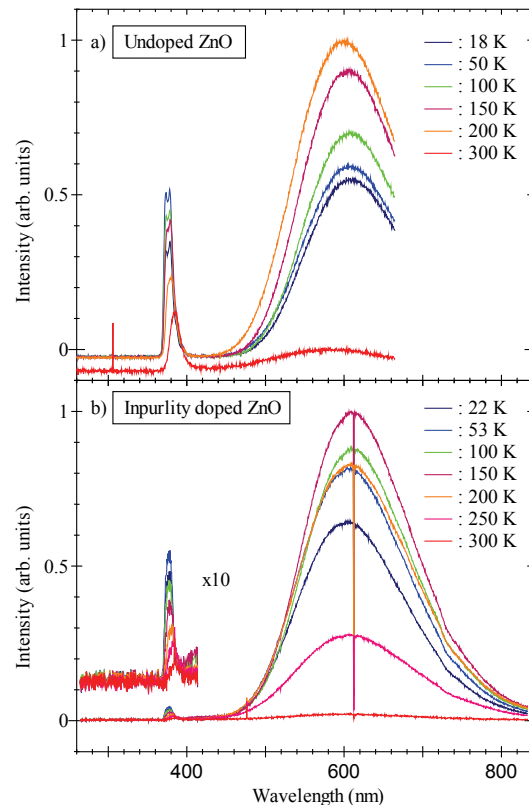 a) Undoped ZnO
: 18 K
: 50 K
: 100 K
: 150 K
: 200 K
: 300 K
1
0.5
0
Intensity (arb. units)
b) Inpurlity doped ZnO
: 22 K
: 53 K
: 100 K
: 150 K
: 200 K
: 250 K
: 300 K
x10
1
0.5
0
Intensity (arb. units)
400 600 800
Wavelength (nm)